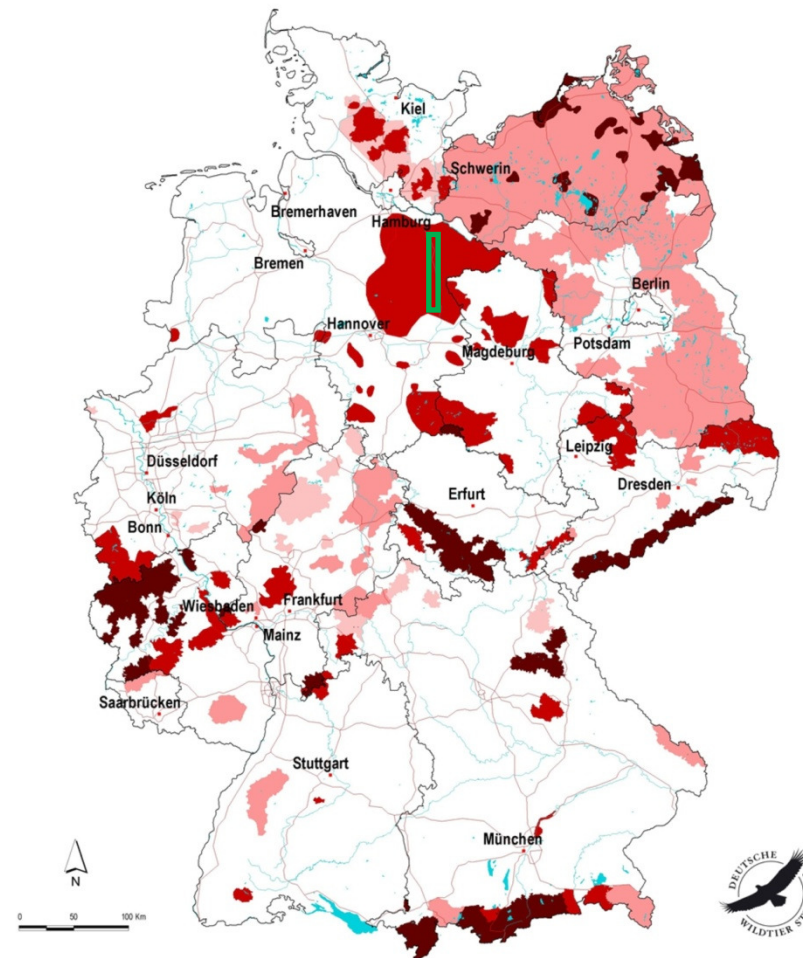 Kiel
Schwerin
Bremerhaven
Hamburg
Bremen
Berlin
Hannover
Potsdam
Magdeburg
Düsseldorf
Leipzig
Köln
Erfurt
Dresden
Bonn
Wiesbaden
Frankfurt
Mainz
Saarbrücken
Stuttgart
München
N
0 50 100 Km
DEUTSCHE
WILDTIER ST